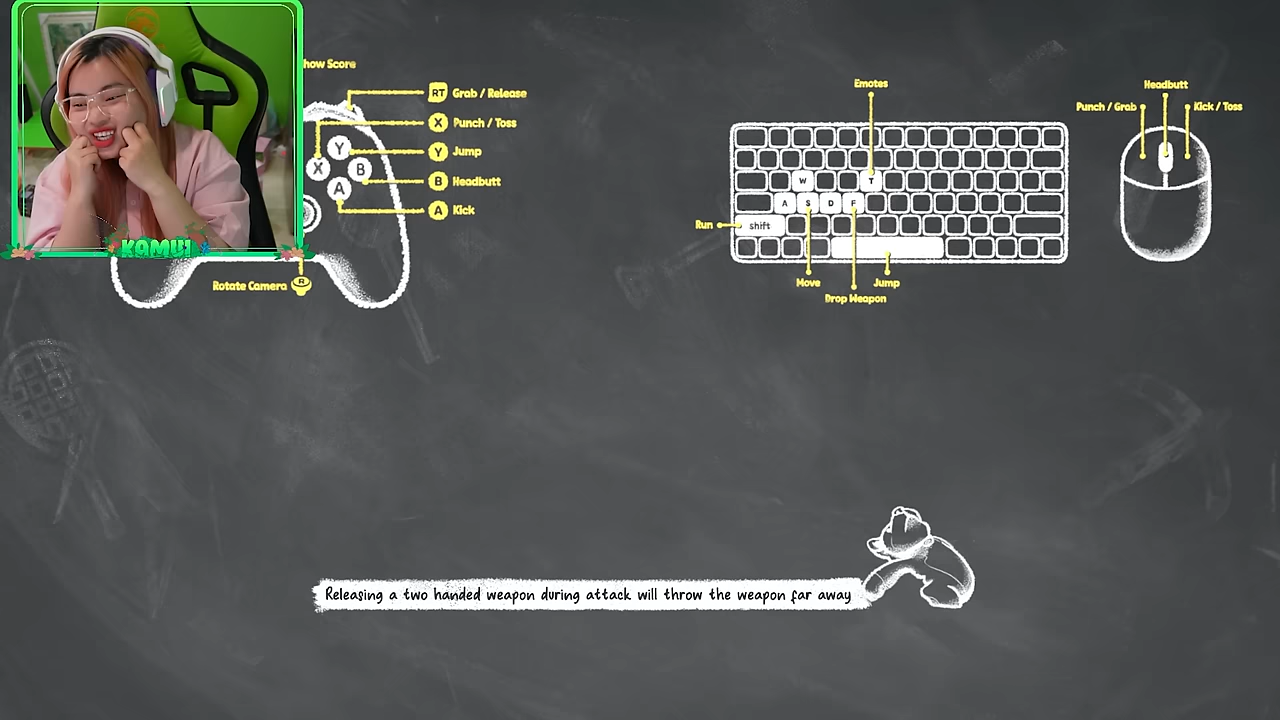 how Score
RT Grab / Release
X Punch / Toss
Y Jump
B Headbutt
A Kick
Y
X B
A
KAMUI
Rotate Camera R
Emotes
W T
A S D F
Run shift
Move
Jump
Drop Weapon
Headbutt
Punch / Grab Kick / Toss
Releasing a two handed weapon during attack will throw the weapon far away